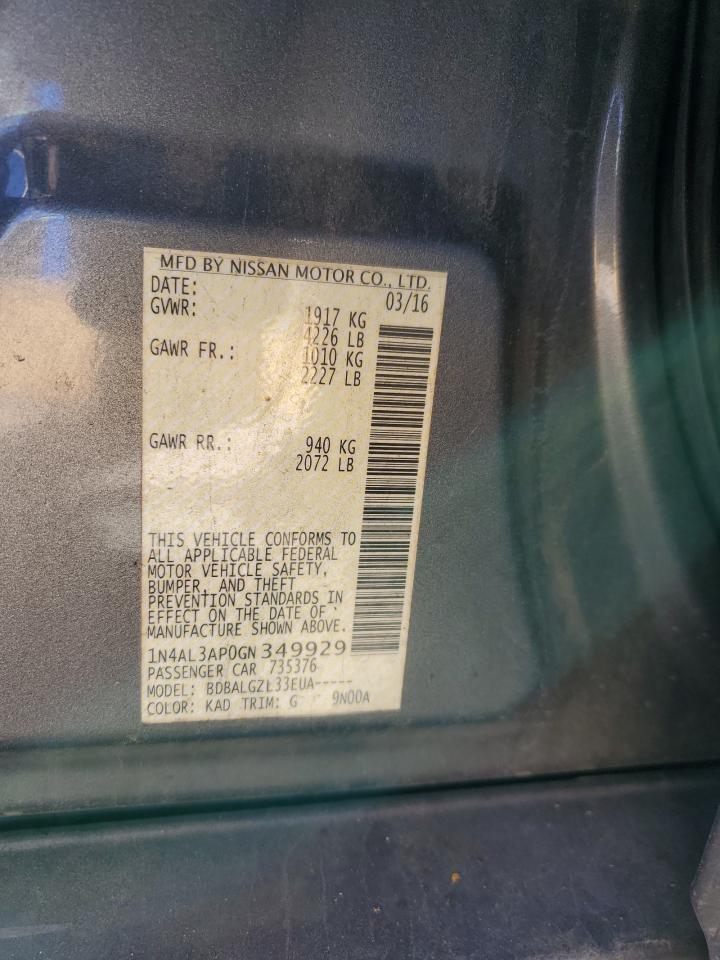 MFD BY NISSAN MOTOR CO., LTD.
DATE: 03/16
GVWR: 1917 KG
4226 LB
GAWR FR.: 1010 KG
2227 LB
GAWR RR.: 940 KG
2072 LB
THIS VEHICLE CONFORMS TO
ALL APPLICABLE FEDERAL
MOTOR VEHICLE SAFETY,
BUMPER, AND THEFT
PREVENTION STANDARDS IN
EFFECT ON THE DATE OF
MANUFACTURE SHOWN ABOVE.
1N4AL3AP0GN349929
PASSENGER CAR 735376
MODEL: BDBALGZL33EUA-----
COLOR: KAD TRIM: